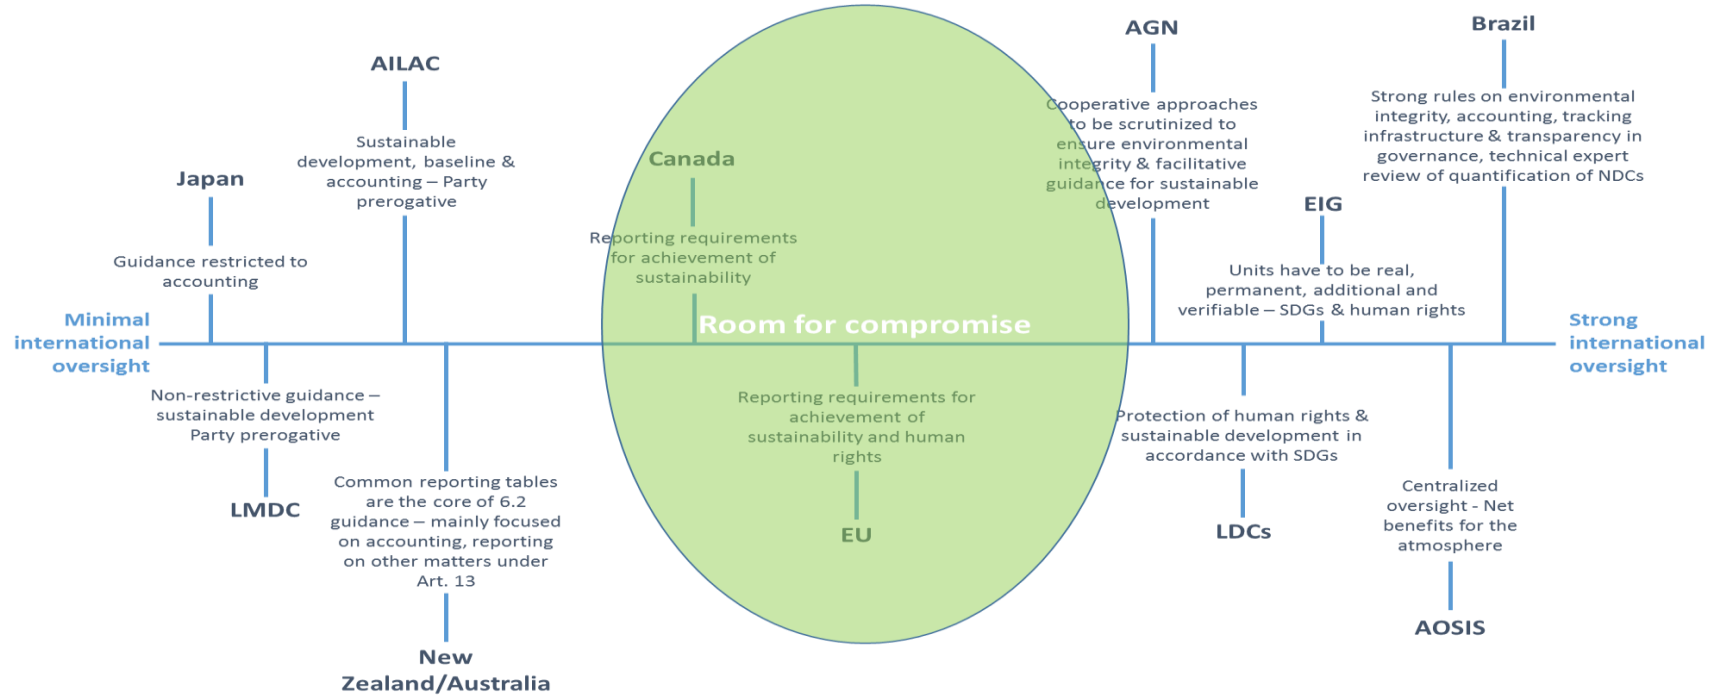 AGN
Cooperative approaches
to be scrutinized to
ensure environmental
integrity & facilitative
guidance for sustainable
development
Brazil
Strong rules on environmental
integrity, accounting, tracking
infrastructure & transparency in
governance, technical expert
review of quantification of NDCs
AILAC
Sustainable
development, baseline &
accounting – Party
prerogative
Japan
Guidance restricted to
accounting
Canada
Reporting requirements
for achievement of
sustainability
EIG
Units have to be real,
permanent, additional and
verifiable – SDGs & human rights
Minimal
international
oversight
Room for compromise
Strong
international
oversight
Non-restrictive guidance –
sustainable development
Party prerogative
LMDC
Common reporting tables
are the core of 6.2
guidance – mainly focused
on accounting, reporting
on other matters under
Art. 13
New
Zealand/Australia
Reporting requirements for
achievement of
sustainability and human
rights
EU
Protection of human rights &
sustainable development in
accordance with SDGs
LDCs
Centralized
oversight - Net
benefits for the
atmosphere
AOSIS